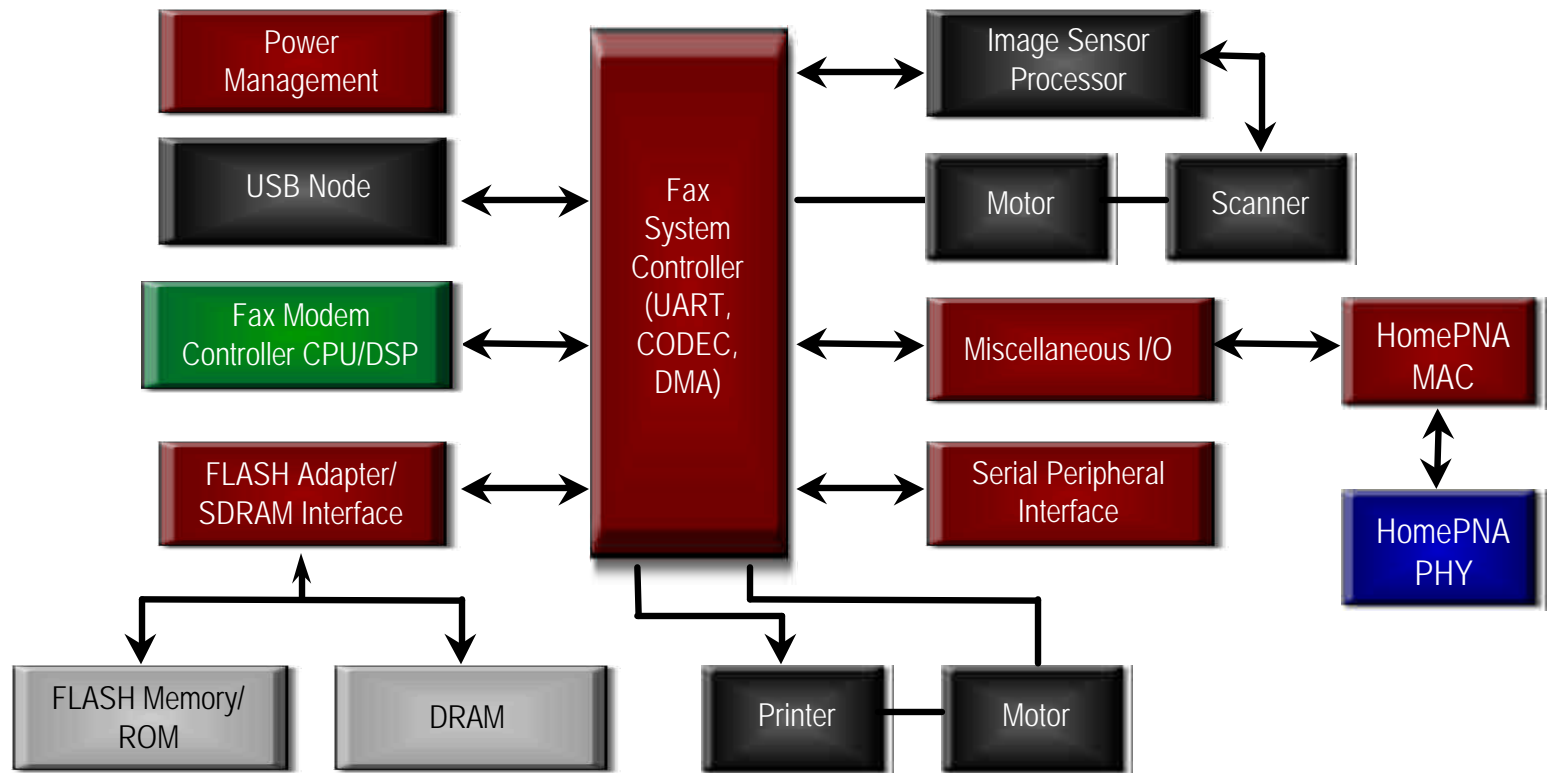 Power
Management
USB Node
Fax Modem
Controller CPU/DSP
FLASH Adapter/
SDRAM Interface
FLASH Memory/
ROM
DRAM
Fax
System
Controller
(UART,
CODEC,
DMA)
Image Sensor
Processor
Motor
Scanner
Miscellaneous I/O
HomePNA
MAC
Serial Peripheral
Interface
HomePNA
PHY
Printer
Motor